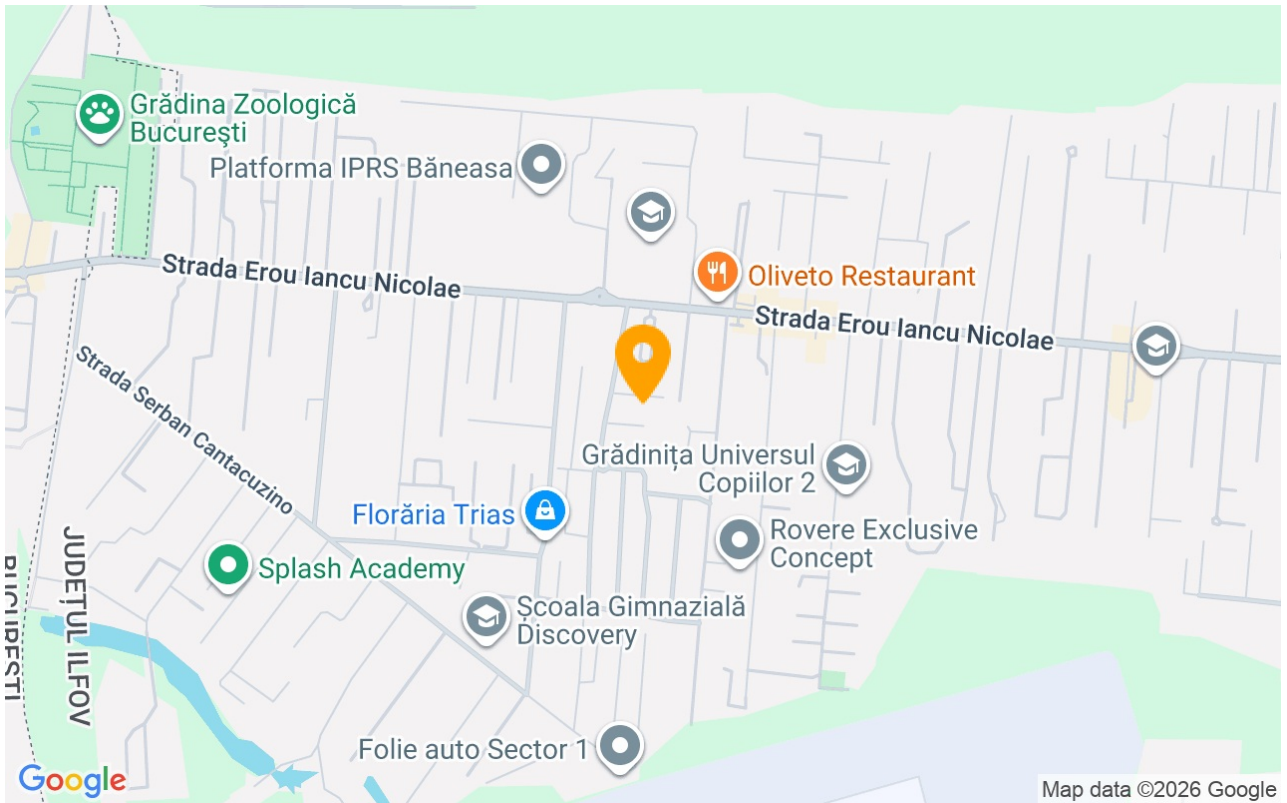 Grădina Zoologică
București
Platforma IPRS Băneasa
Strada Erou Iancu Nicolae
Oliveto Restaurant
Strada Erou Iancu Nicolae
Strada Serban Cantacuzino
Grădinița Universul
Copiilor 2
Florăria Trias
Rovere Exclusive
Concept
Splash Academy
JUDEȚUL ILFOV
BUCUREȘTI
Școala Gimnazială
Discovery
Folie auto Sector 1
Google
Map data ©2026 Google